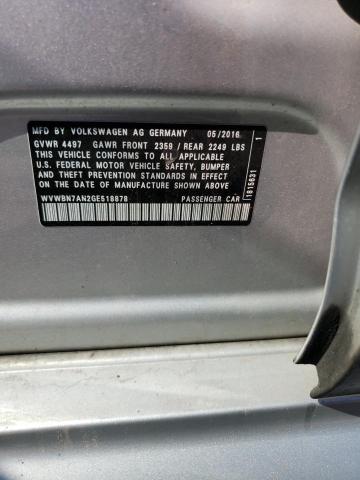 MFD BY VOLKSWAGEN AG GERMANY 05/2016
GVWR 4497 GAWR FRONT 2359 / REAR 2249 LBS
THIS VEHICLE CONFORMS TO ALL APPLICABLE
U.S. FEDERAL MOTOR VEHICLE SAFETY, BUMPER
AND THEFT PREVENTION STANDARDS IN EFFECT
ON THE DATE OF MANUFACTURE SHOWN ABOVE
WVWBN7AN2GE518878 PASSENGER CAR
1815631 1